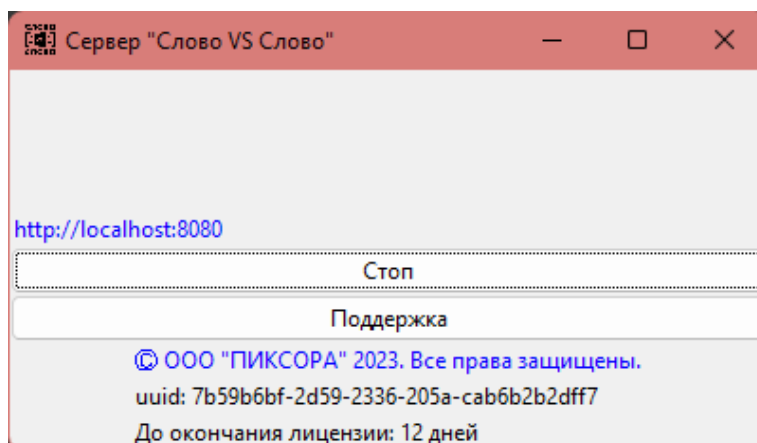 Сервер "Слово VS Слово"
http://localhost:8080
Стоп
Поддержка
© ООО "ПИКСОРА" 2023. Все права защищены.
uuid: 7b59b6bf-2d59-2336-205a-cab6b2b2dff7
До окончания лицензии: 12 дней